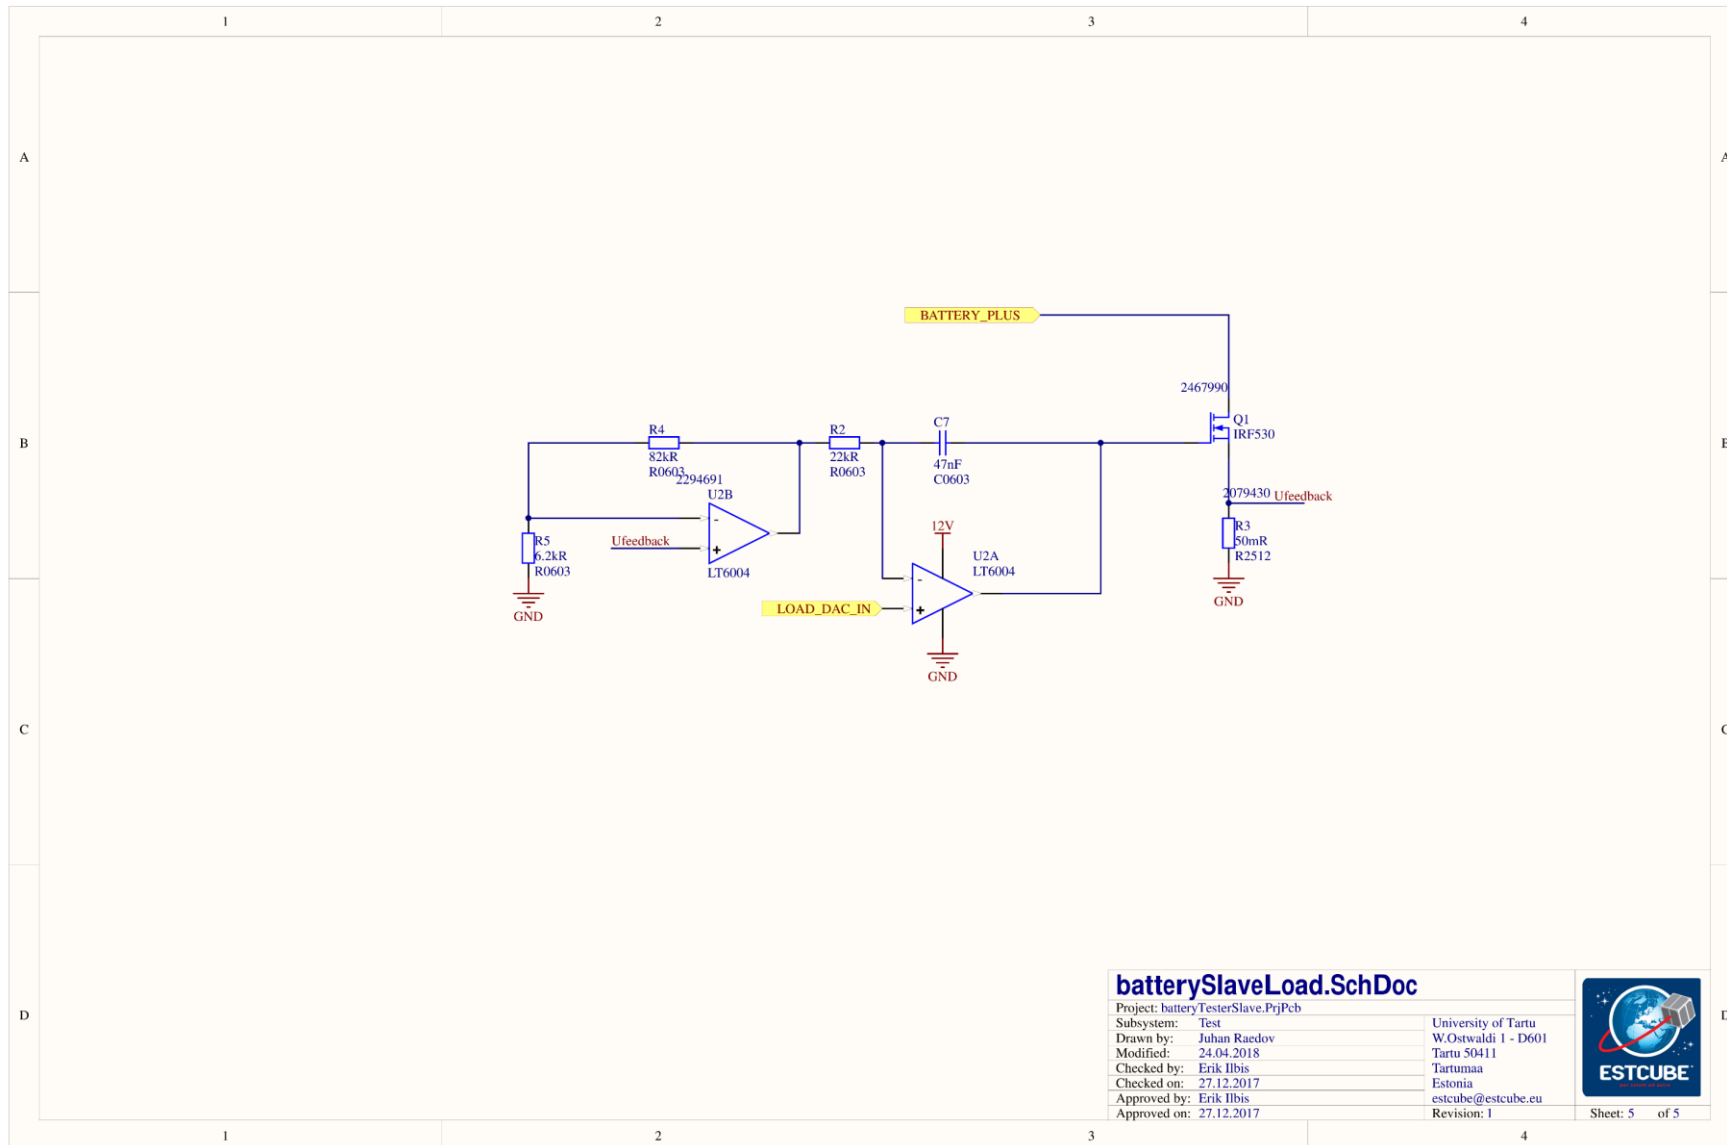 1 2 3 4
A A
BATTERY_PLUS
2467990
Q1
IRF530
B B
R4
82kR
R0603
R2
22kR
R0603
C7
47nF
C0603
2294691
U2B
LT6004
-
+
Ufeedback
R5
6.2kR
R0603
GND
12V
U2A
LT6004
-
+
LOAD_DAC_IN
GND
2079430 Ufeedback
R3
50mR
R2512
GND
C C
D D
batterySlaveLoad.SchDoc
Project: batteryTesterSlave.PrjPcb
Subsystem: Test University of Tartu
Drawn by: Juhan Raedov W.Ostwaldi 1 - D601
Modified: 24.04.2018 Tartu 50411
Checked by: Erik Ilbis Tartumaa
Checked on: 27.12.2017 Estonia
Approved by: Erik Ilbis estcube@estcube.eu
Approved on: 27.12.2017 Revision: 1 Sheet: 5 of 5
ESTCUBE
1 2 3 4